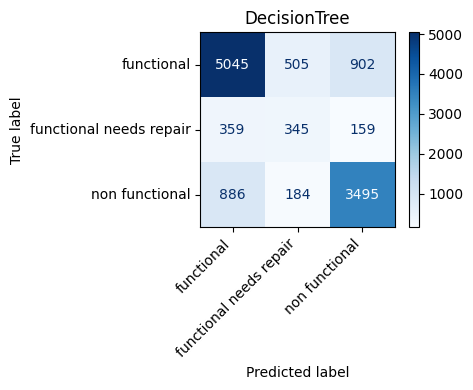 DecisionTree
True label
functional
5045 505 902
functional needs repair
359 345 159
non functional
886 184 3495
functional
functional needs repair
non functional
Predicted label
5000
4000
3000
2000
1000